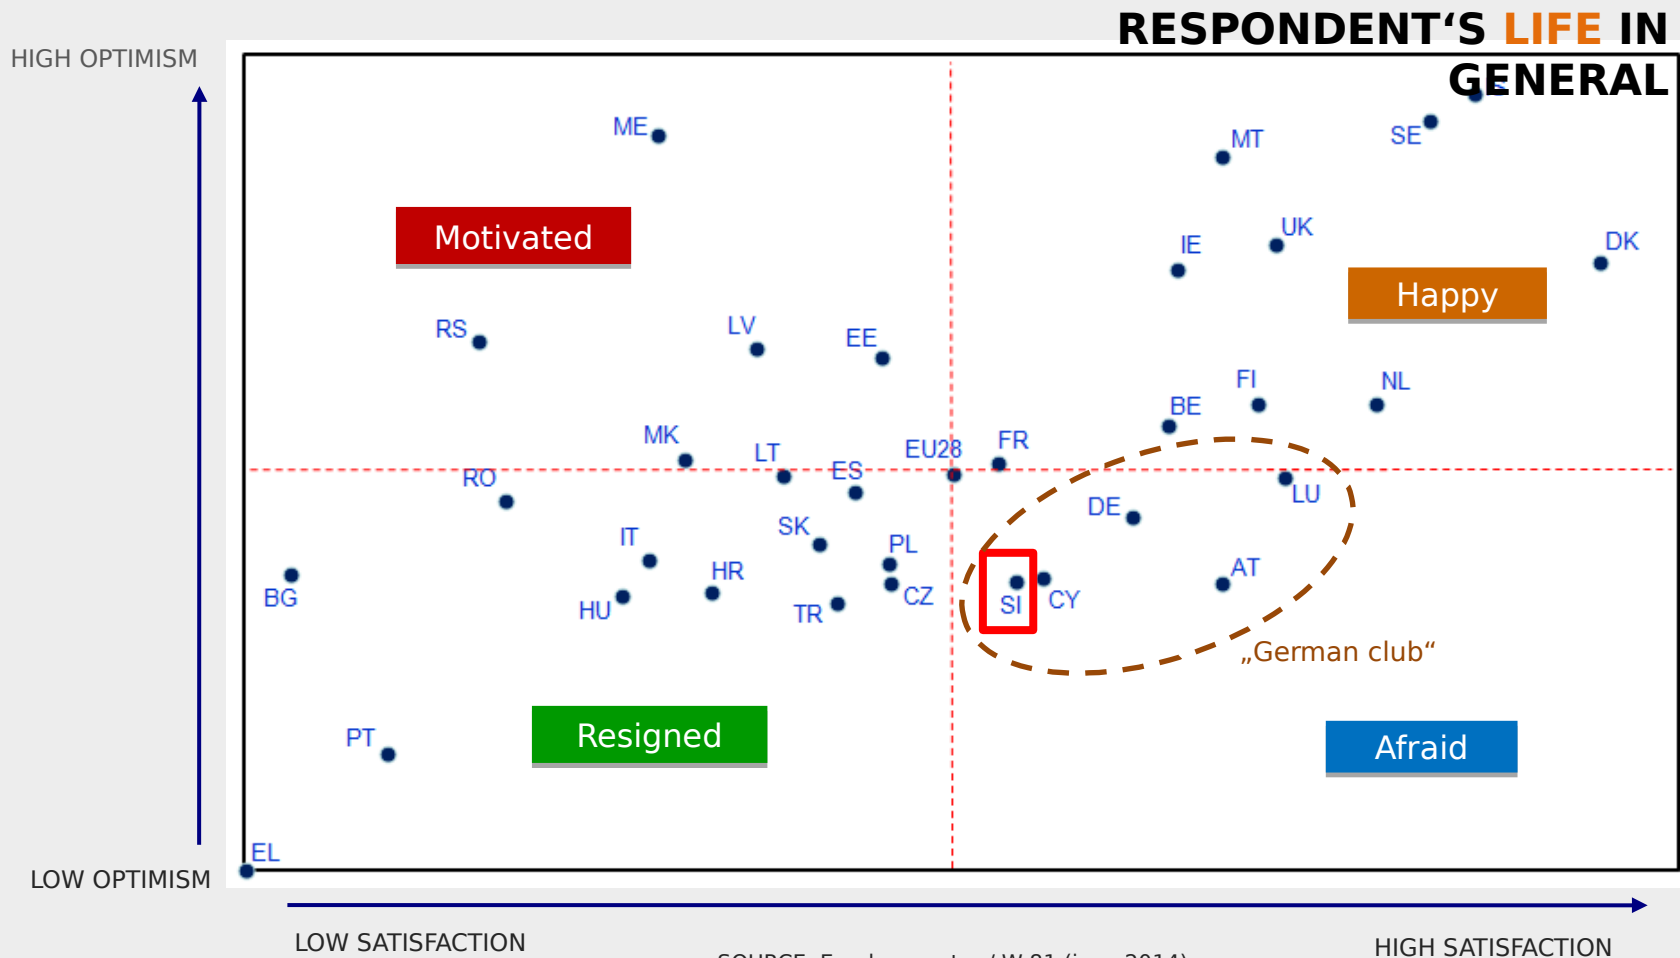 RESPONDENT‘S LIFE IN
GENERAL
HIGH OPTIMISM
ME
MT
SE
Motivated
UK
IE
DK
Happy
RS
LV
EE
FI
NL
BE
MK
LT
EU28
FR
RO
ES
LU
DE
SK
IT
PL
HR
AT
BG
HU
TR
CZ
SI
CY
„German club“
PT
Resigned
Afraid
EL
LOW OPTIMISM
LOW SATISFACTION
HIGH SATISFACTION